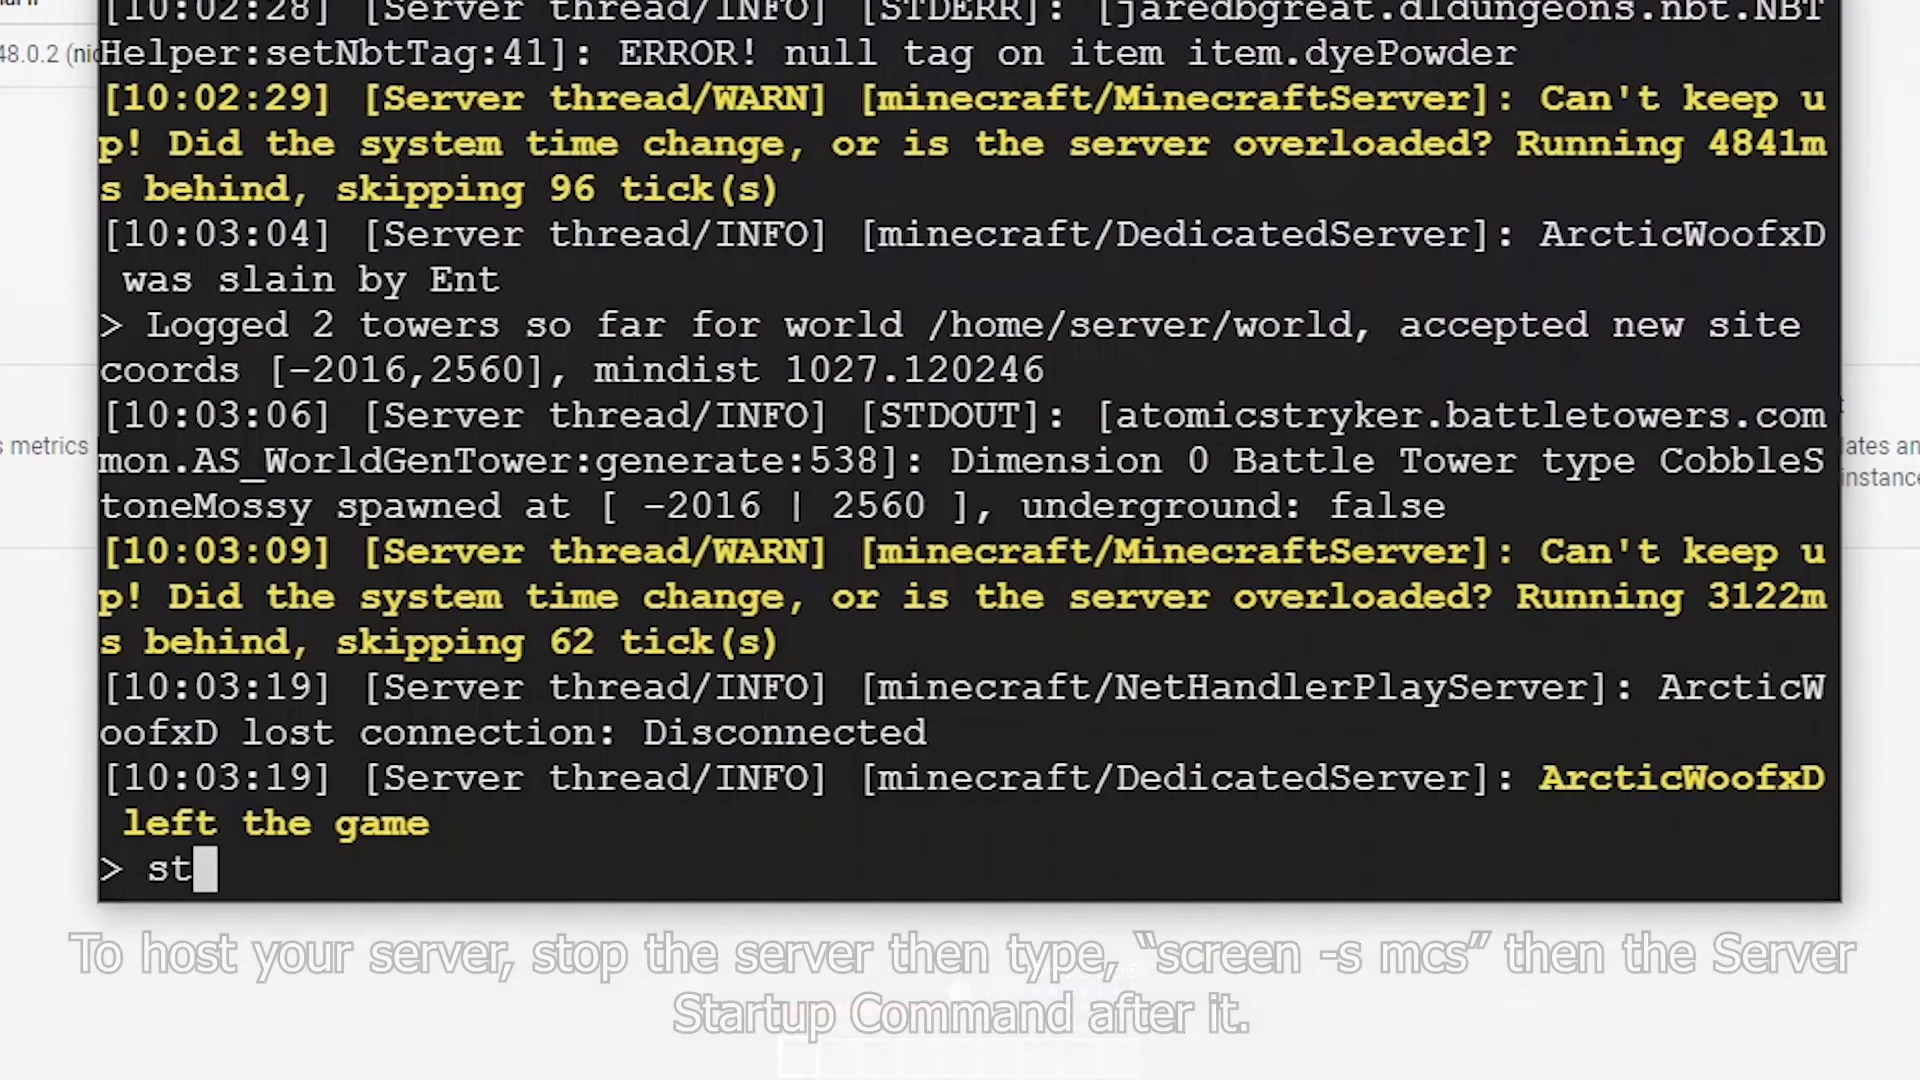 [10:02:28] [Server thread/INFO] [STDERR]: [jaredbgreat.dldungeons.nbt.NBT
48.0.2 (nic
Helper:setNbtTag:41]: ERROR! null tag on item item.dyePowder
[10:02:29] [Server thread/WARN] [minecraft/MinecraftServer]: Can't keep u
p! Did the system time change, or is the server overloaded? Running 4841m
s behind, skipping 96 tick(s)
[10:03:04] [Server thread/INFO] [minecraft/DedicatedServer]: ArcticWoofxD
was slain by Ent
> Logged 2 towers so far for world /home/server/world, accepted new site
coords [-2016,2560], mindist 1027.120246
[10:03:06] [Server thread/INFO] [STDOUT]: [atomicstryker.battletowers.com
s metrics
mon.AS_WorldGenTower:generate:538]: Dimension 0 Battle Tower type CobbleS
lates an
instance
toneMossy spawned at [ -2016 | 2560 ], underground: false
[10:03:09] [Server thread/WARN] [minecraft/MinecraftServer]: Can't keep u
p! Did the system time change, or is the server overloaded? Running 3122m
s behind, skipping 62 tick(s)
[10:03:19] [Server thread/INFO] [minecraft/NetHandlerPlayServer]: ArcticW
oofxD lost connection: Disconnected
[10:03:19] [Server thread/INFO] [minecraft/DedicatedServer]: ArcticWoofxD
left the game
> st
To host your server, stop the server then type, “screen -s mcs” then the Server
Startup Command after it.